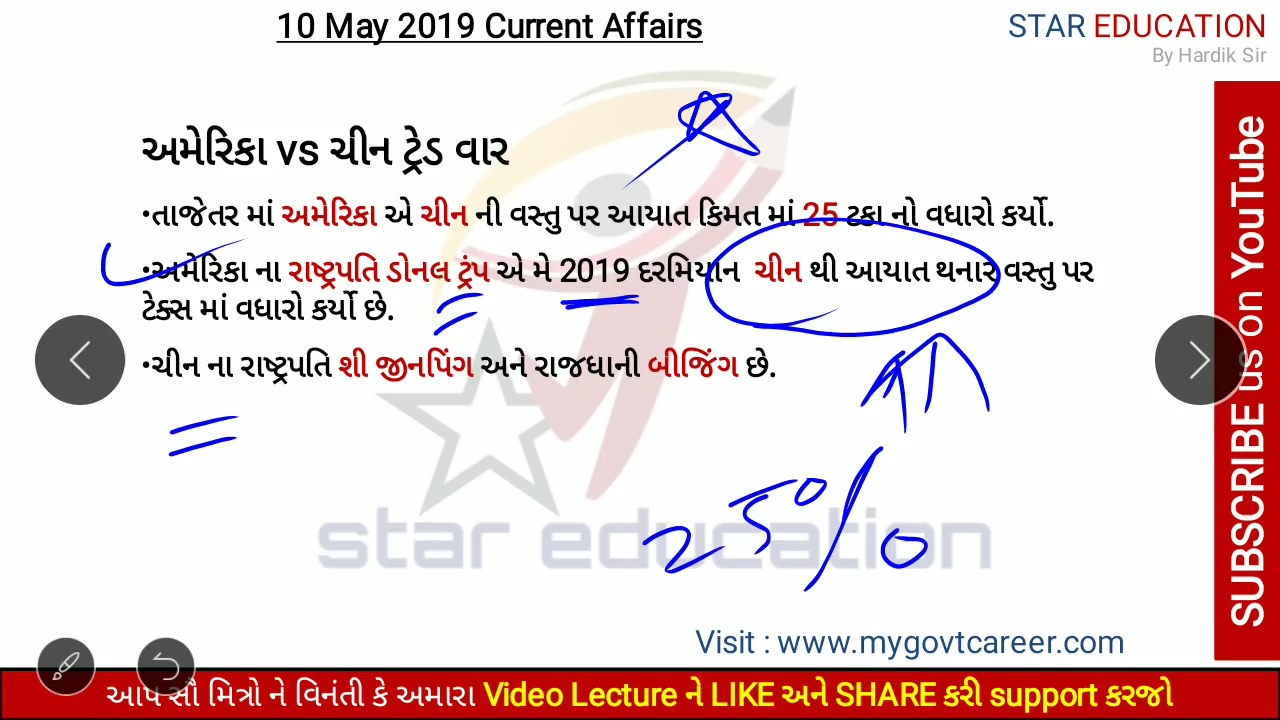 10 May 2019 Current Affairs
STAR EDUCATION
By Hardik Sir
અમેરિકા vs ચીન ટ્રેડ વાર
•તાજેતર માં અમેરિકા એ ચીન ની વસ્તુ પર આયાત કિમત માં 25 ટકા નો વધારો કર્યો.
•અમેરિકા ના રાષ્ટ્રપતિ ડોનલ ટ્રંપ એ મે 2019 દરમિયાન ચીન થી આયાત થનાર વસ્તુ પર
ટેક્સ માં વધારો કર્યો છે.
•ચીન ના રાષ્ટ્રપતિ શી જીનપિંગ અને રાજધાની બીજિંગ છે.
25%
star education
Visit : www.mygovtcareer.com
SUBSCRIBE us on YouTube
આપ સૌ મિત્રો ને વિનંતી કે અમારા Video Lecture ને LIKE અને SHARE કરી support કરજો